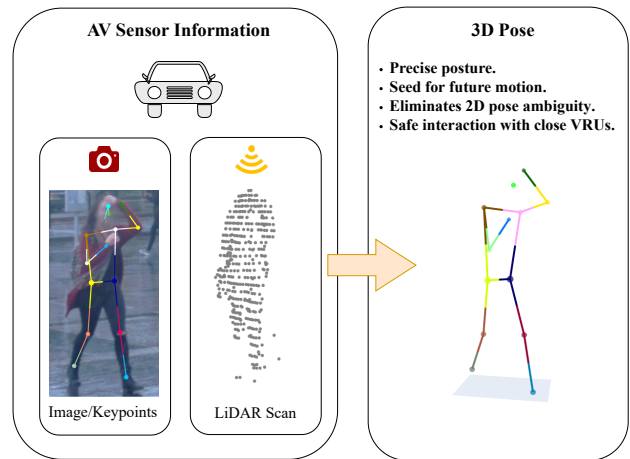 AV Sensor Information
Image/Keypoints
LiDAR Scan
3D Pose
• Precise posture.
• Seed for future motion.
• Eliminates 2D pose ambiguity.
• Safe interaction with close VRUs.